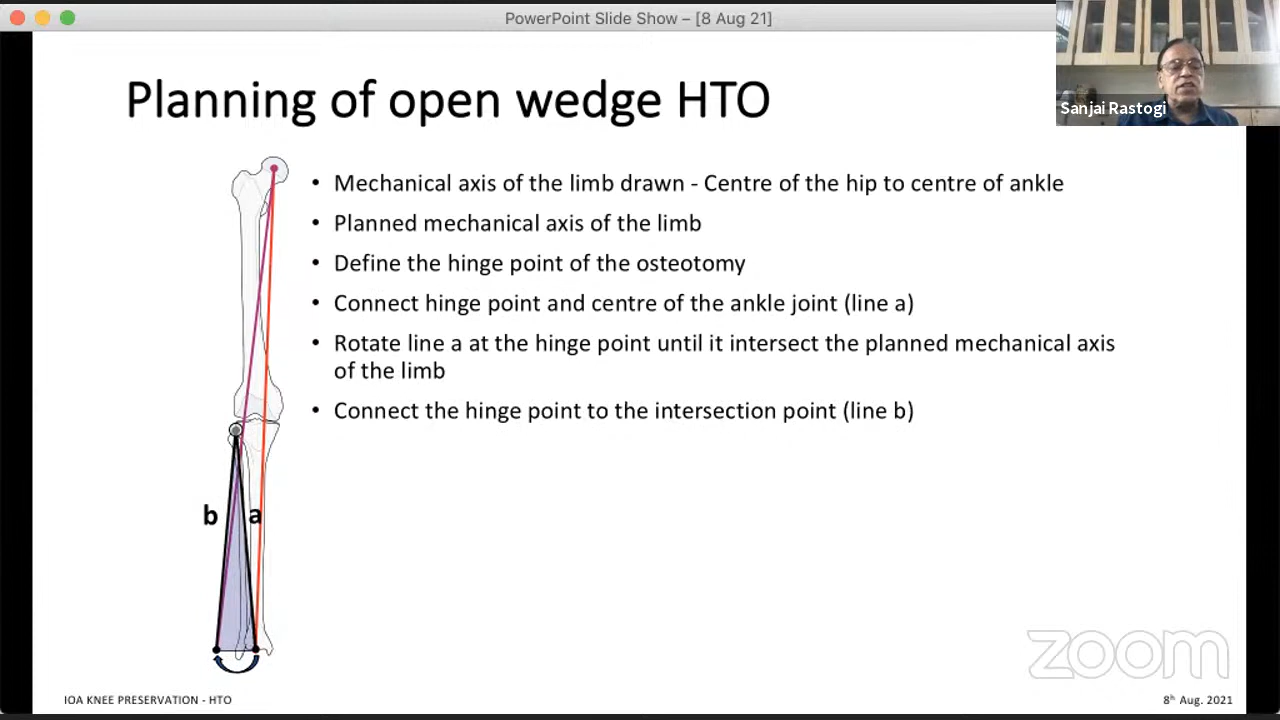 PowerPoint Slide Show – [8 Aug 21]
Sanjai Rastogi
Planning of open wedge HTO
• Mechanical axis of the limb drawn - Centre of the hip to centre of ankle
• Planned mechanical axis of the limb
• Define the hinge point of the osteotomy
• Connect hinge point and centre of the ankle joint (line a)
• Rotate line a at the hinge point until it intersect the planned mechanical axis
of the limb
• Connect the hinge point to the intersection point (line b)
b a
zoom
IOA KNEE PRESERVATION - HTO
8ʰ Aug. 2021